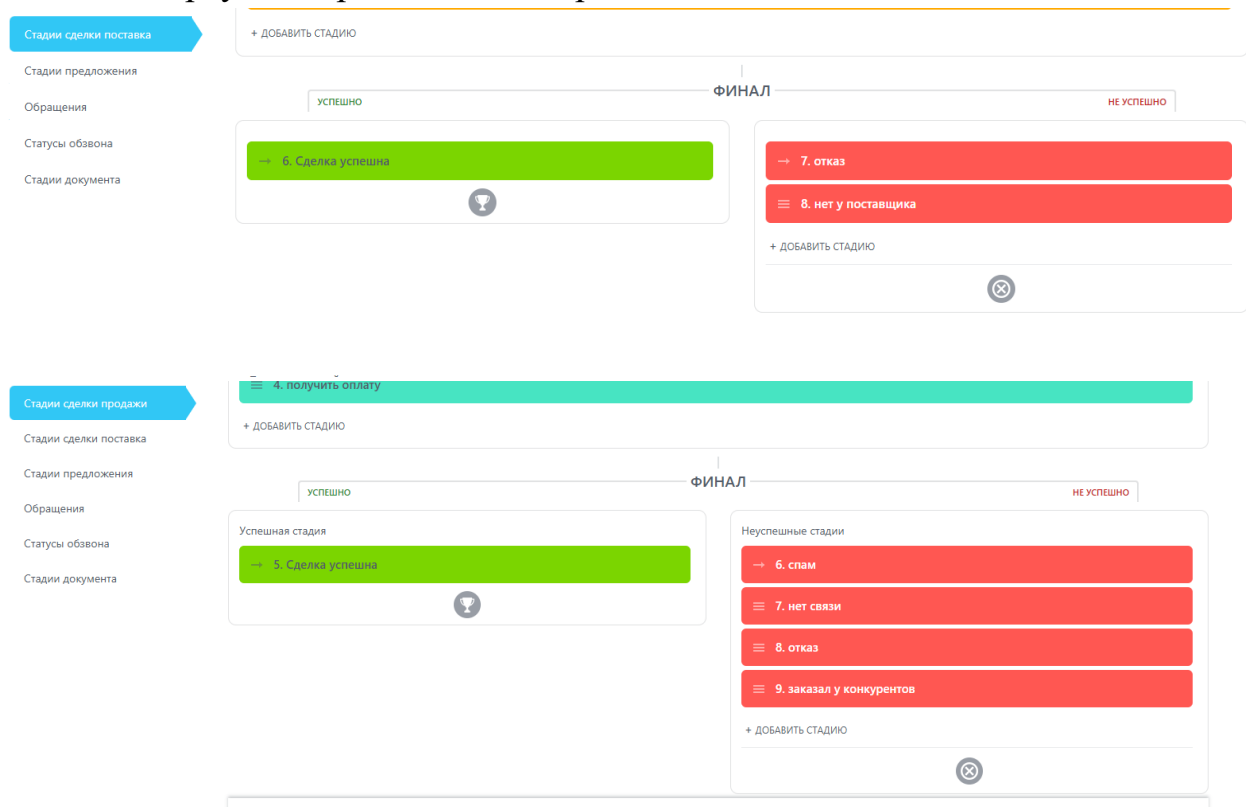 Стадии сделки поставка
+ ДОБАВИТЬ СТАДИЮ
Стадии предложения
Обращения
Статусы обзвона
Стадии документа
ФИНАЛ
УСПЕШНО
НЕ УСПЕШНО
→ 6. Сделка успешна
→ 7. отказ
8. нет у поставщика
+ ДОБАВИТЬ СТАДИЮ
4. получить оплату
Стадии сделки продажи
+ ДОБАВИТЬ СТАДИЮ
Стадии сделки поставка
Стадии предложения
Обращения
Статусы обзвона
Стадии документа
ФИНАЛ
УСПЕШНО
НЕ УСПЕШНО
Успешная стадия
→ 5. Сделка успешна
Неуспешные стадии
→ 6. спам
7. нет связи
8. отказ
9. заказал у конкурентов
+ ДОБАВИТЬ СТАДИЮ